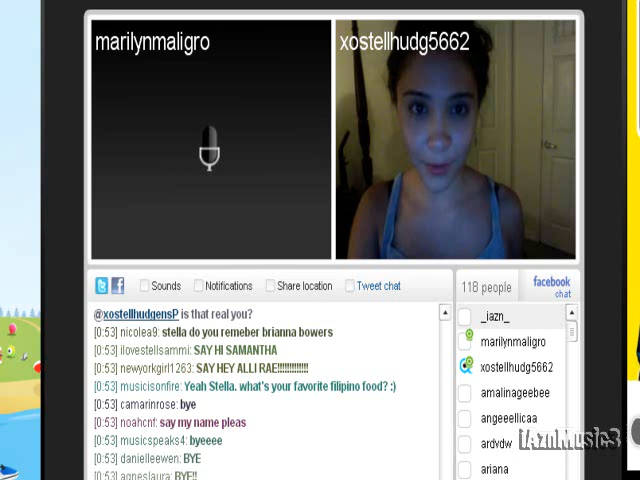 marilynmaligro
xostellhudg5662
Sounds Notifications Share location Tweet chat
118 people
facebook
chat
@xostellhudgensP is that real you?
[0:53] nicolea9: stella do you remeber brianna bowers
[0:53] ilovestellsammi: SAY HI SAMANTHA
[0:53] newyorkgirl1263: SAY HEY ALLI RAE!!!!!!!!!!!!!
[0:53] musicisonfire: Yeah Stella. what's your favorite filipino food? :)
[0:53] camarinrose: bye
[0:53] noahcnf: say my name pleas
[0:53] musicspeaks4: byeeee
[0:53] danielleewen: BYE
[0:53] agneslaura: BYE!!
_iazn_
marilynmaligro
xostellhudg5662
amalinageebee
angeeellicaa
ardvdw
ariana
iAznMusic3